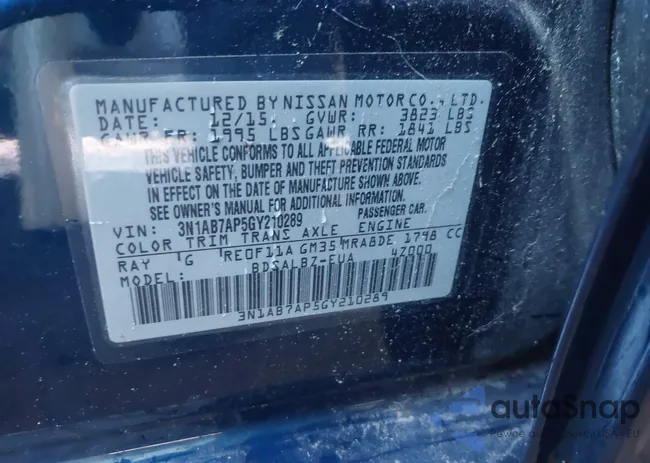 MANUFACTURED BY NISSAN MOTOR CO., LTD.
DATE: 12/15 GVWR: 3823 LBS
GAWR FR: 1995 LBS GAWR RR: 1841 LBS
THIS VEHICLE CONFORMS TO ALL APPLICABLE FEDERAL MOTOR
VEHICLE SAFETY, BUMPER AND THEFT PREVENTION STANDARDS
IN EFFECT ON THE DATE OF MANUFACTURE SHOWN ABOVE.
SEE OWNER'S MANUAL FOR ADDITIONAL INFORMATION.
VIN: 3N1AB7AP5GY210289 PASSENGER CAR.
COLOR TRIM TRANS AXLE ENGINE
RAY G RE0F11A GM35 MRA8DE 1798 CC
MODEL: BDSALBZ-EUA 4Z000
3N1AB7AP5GY210289
autoSnap